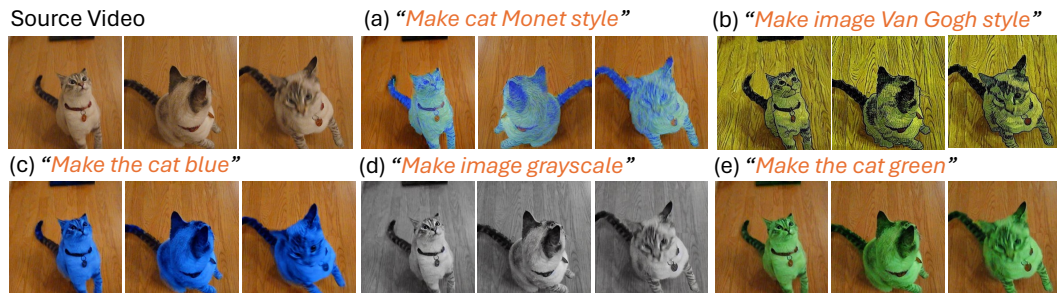 Source Video
(a) “Make cat Monet style”
(b) “Make image Van Gogh style”
(c) “Make the cat blue”
(d) “Make image grayscale”
(e) “Make the cat green”